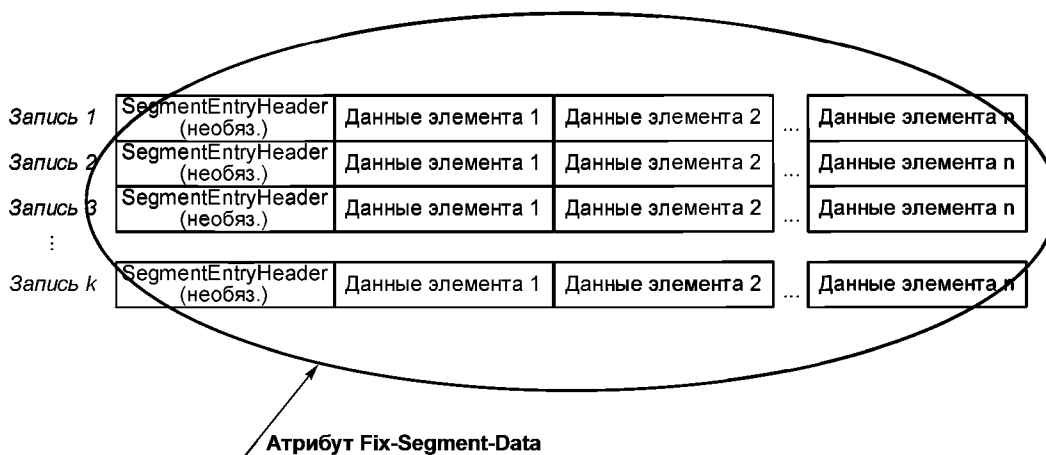 Запись 1 SegmentEntryHeader (необяз.) Данные элемента 1 Данные элемента 2 ... Данные элемента n
Запись 2 SegmentEntryHeader (необяз.) Данные элемента 1 Данные элемента 2 ... Данные элемента n
Запись 3 SegmentEntryHeader (необяз.) Данные элемента 1 Данные элемента 2 ... Данные элемента n
⋮
Запись k SegmentEntryHeader (необяз.) Данные элемента 1 Данные элемента 2 ... Данные элемента n
Атрибут Fix-Segment-Data